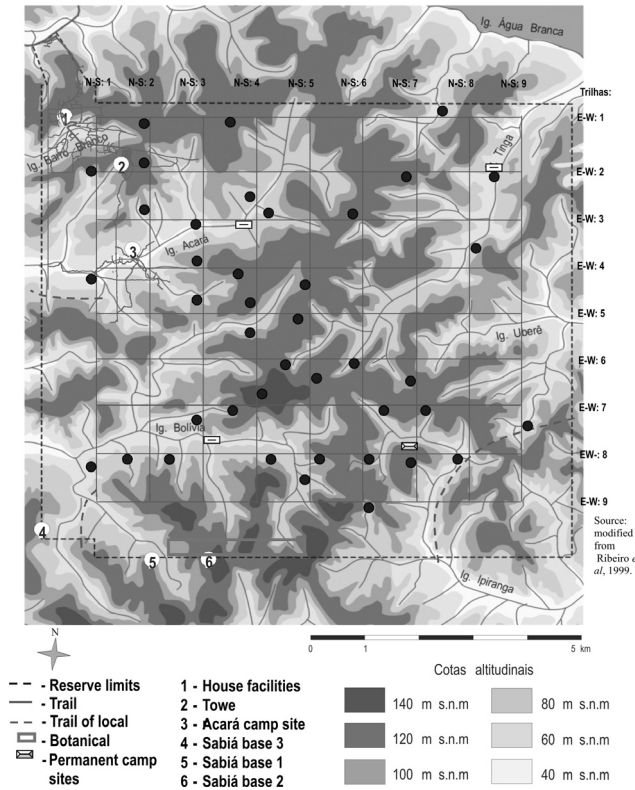 Ig. Água Branca
N-S: 1 N-S: 2 N-S: 3 N-S: 4 N-S: 5 N-S: 6 N-S: 7 N-S: 8 N-S: 9
Trilhas:
1
E-W: 1
Ig. Barro Branco
2
Tinga
E-W: 2
E-W: 3
3
Ig. Acará
E-W: 4
E-W: 5
Ig. Uberê
E-W: 6
E-W: 7
Ig. Bolívia
EW-: 8
E-W: 9
4
Source:
modified
from
Ribeiro e
al, 1999.
5
6
Ig. Ipiranga
N
0 1 5 km
Cotas altitudinais
- Reserve limits
- Trail
- Trail of local
- Botanical
- Permanent camp
sites
1 - House facilities
2 - Towe
3 - Acará camp site
4 - Sabiá base 3
5 - Sabiá base 1
6 - Sabiá base 2
140 m s.n.m
120 m s.n.m
100 m s.n.m
80 m s.n.m
60 m s.n.m
40 m s.n.m